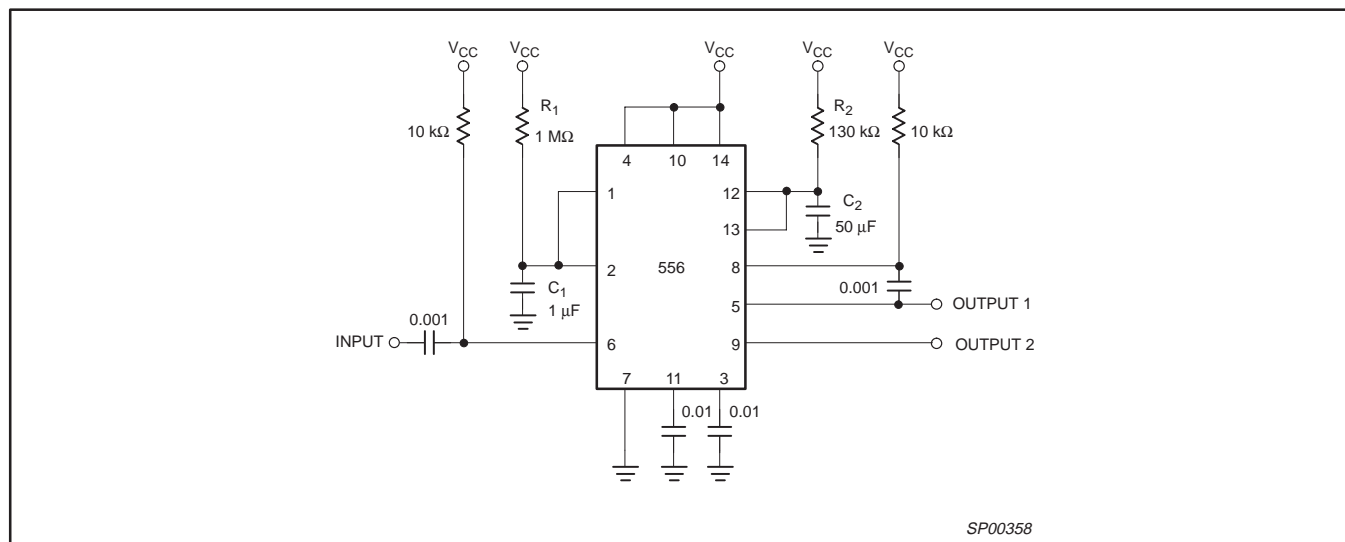 VCC VCC VCC VCC VCC
R1 R2
10 kΩ 1 MΩ 130 kΩ 10 kΩ
4 10 14
1 12
C2
13 50 μF
2 556 8
C1 0.001
1 μF 5 OUTPUT 1
0.001
INPUT 6 9 OUTPUT 2
7 11 3
0.01 0.01
SP00358